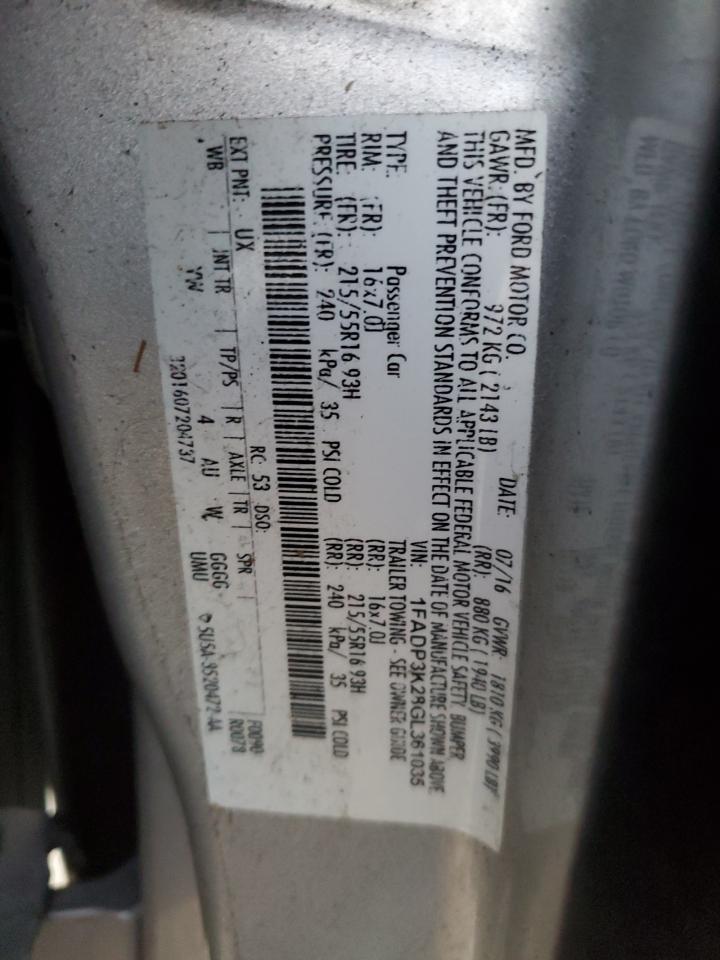 MFD. BY FORD MOTOR CO. DATE: 07/16 GVWR: 1810 KG ( 3990 LB)
GAWR: (FR): 972 KG ( 2143 LB) (RR): 880 KG ( 1940 LB)
THIS VEHICLE CONFORMS TO ALL APPLICABLE FEDERAL MOTOR VEHICLE SAFETY, BUMPER
AND THEFT PREVENTION STANDARDS IN EFFECT ON THE DATE OF MANUFACTURE SHOWN ABOVE.
VIN: 1FADP3K29GL361035
TYPE: Passenger Car TRAILER TOWING - SEE OWNER GUIDE
RIM: (FR): 16x7.0J (RR): 16x7.0J
TIRE: (FR): 215/55R16 93H (RR): 215/55R16 93H
PRESSURE: (FR): 240 kPa/ 35 PSI COLD (RR): 240 kPa/ 35 PSI COLD
RC: 53 DSO: F0090
EXT PNT: UX R0078
WB INT TR TP/PS R AXLE TR SPR
YW 4 AU W GGGG
UMU
3201607204737 SUSA-3520472-AA